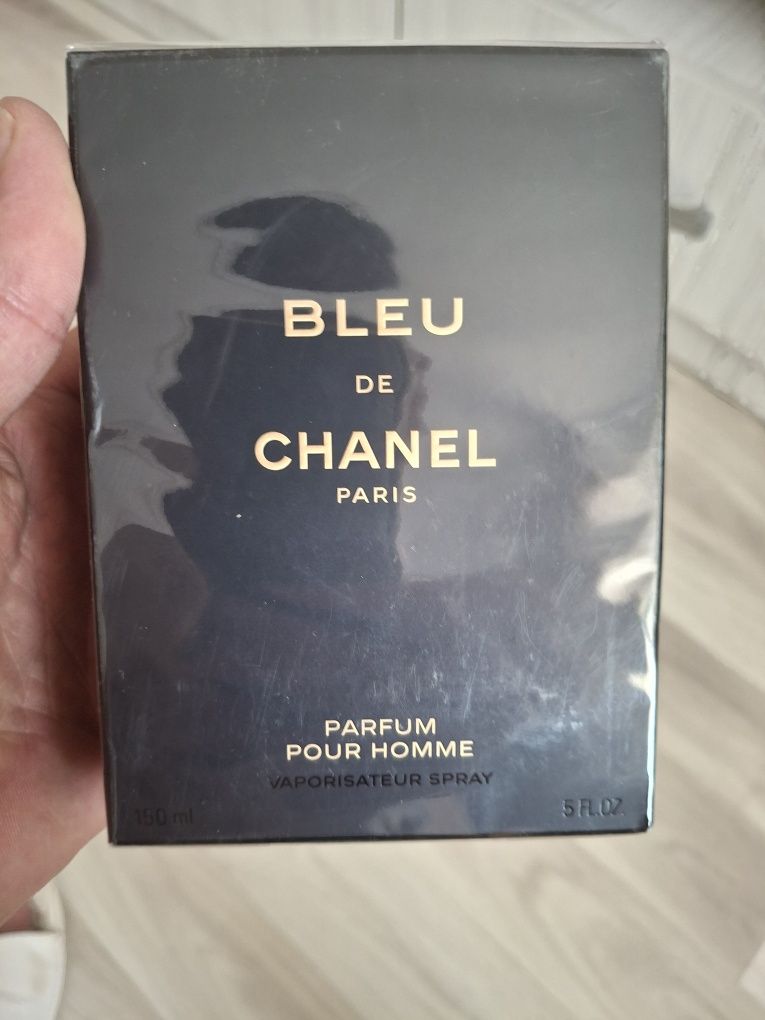 BLEU
DE
CHANEL
PARIS
PARFUM
POUR HOMME
VAPORISATEUR SPRAY
150 ml 5 FL.OZ.